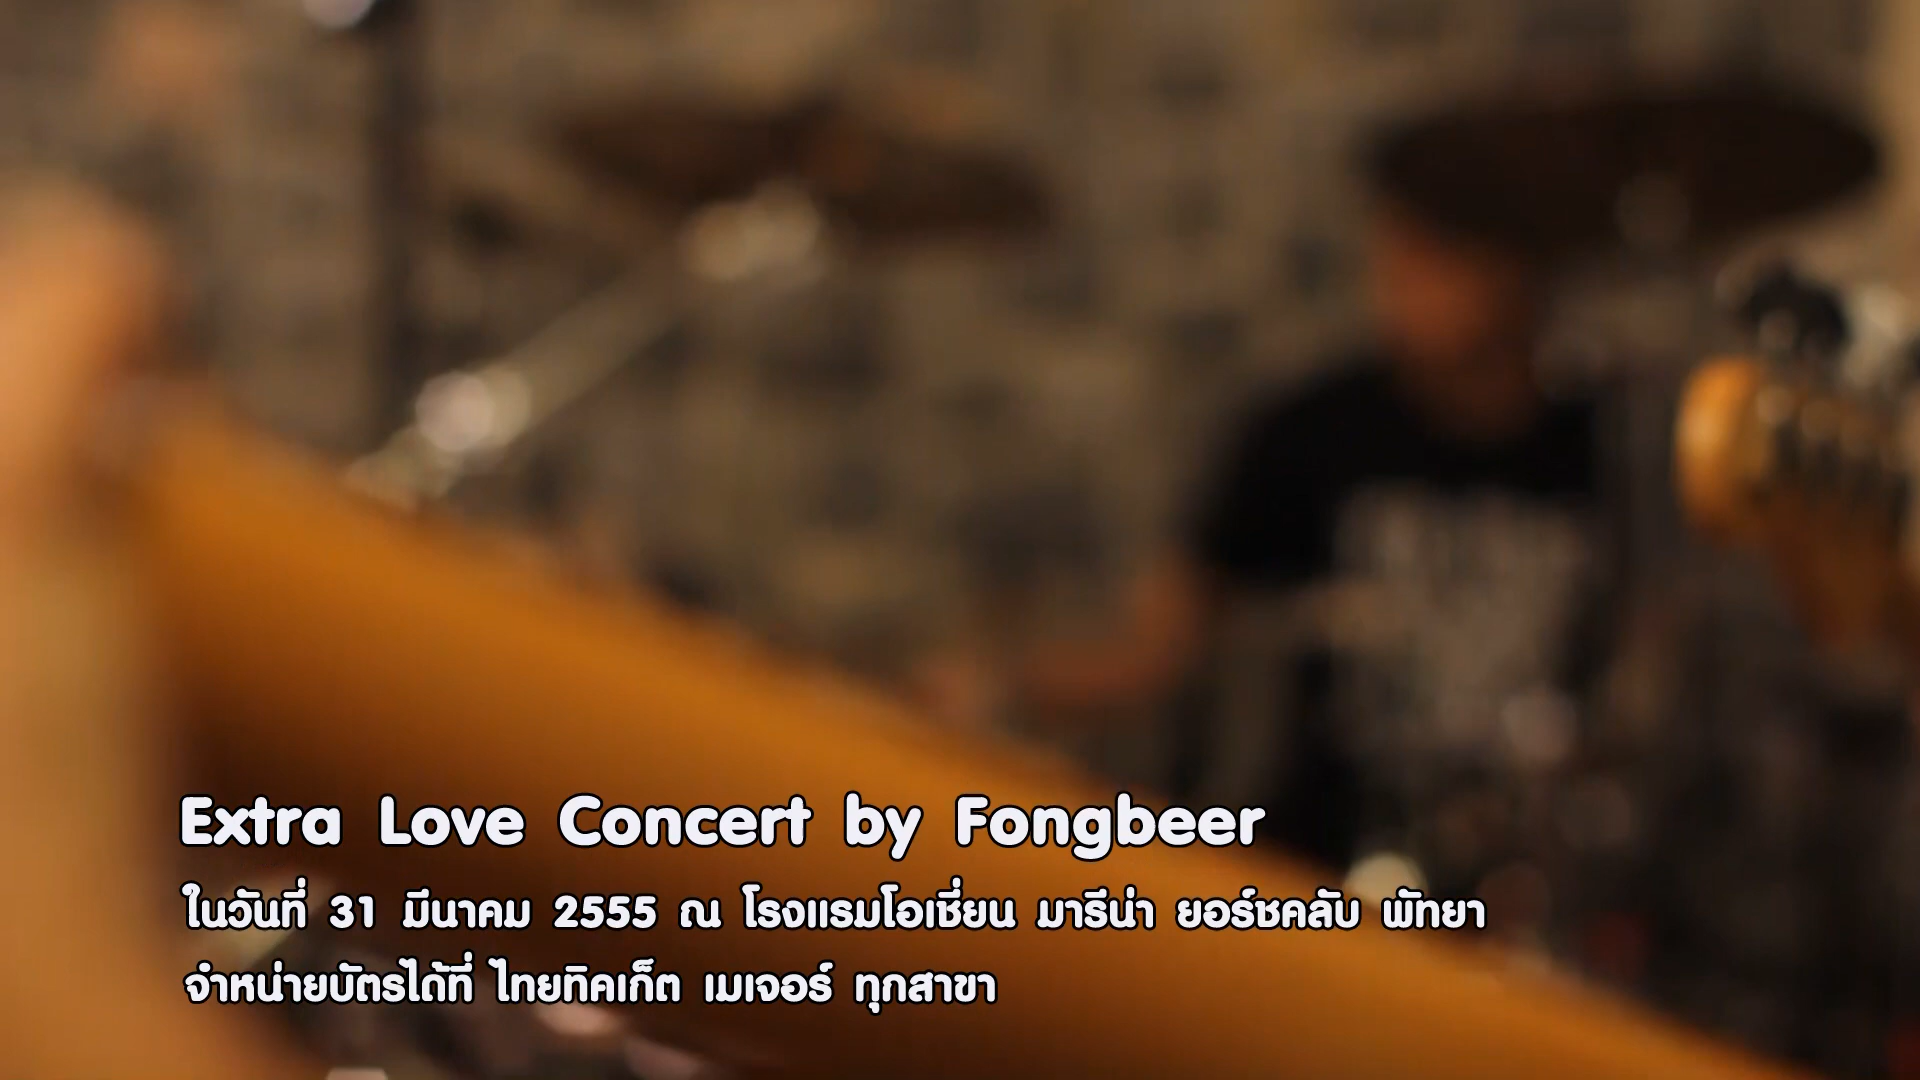 Extra Love Concert by Fongbeer
ในวันที่ 31 มีนาคม 2555 ณ โรงแรมโอเชี่ยน มารีน่า ยอร์ชคลับ พัทยา
จำหน่ายบัตรได้ที่ ไทยทิคเก็ต เมเจอร์ ทุกสาขา